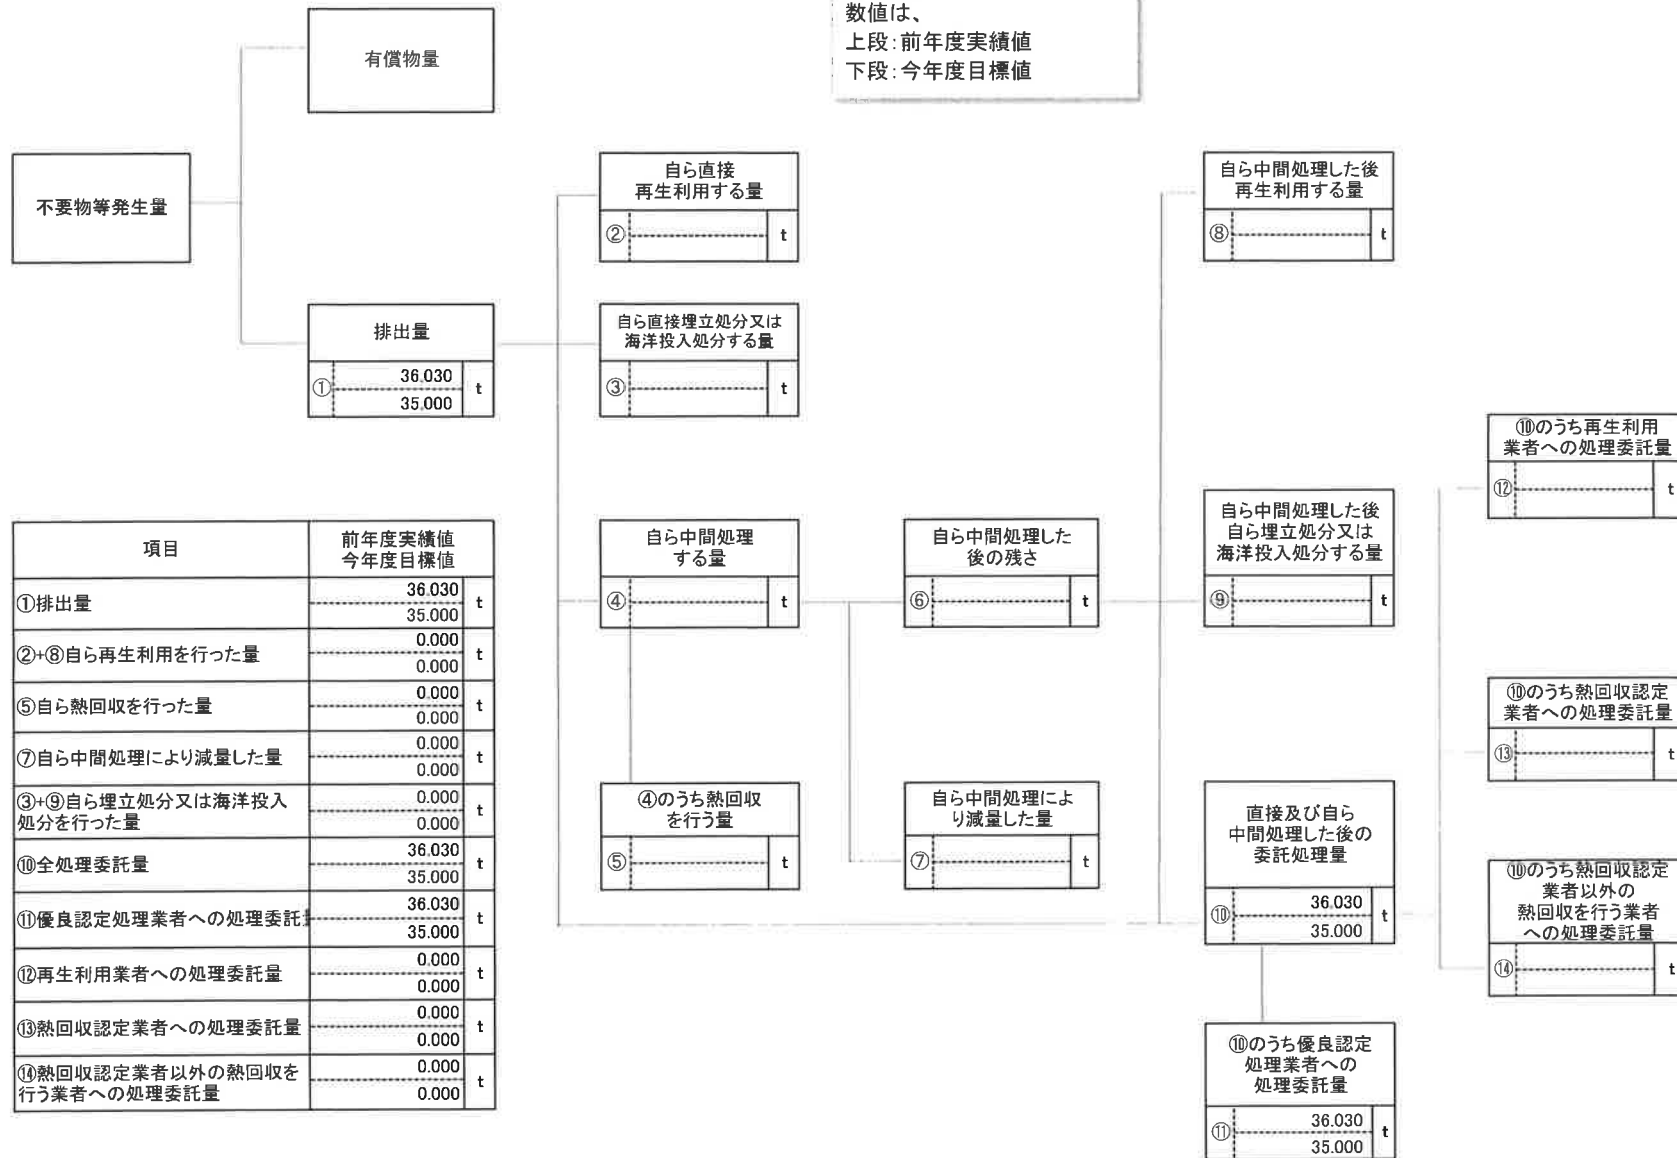 数値は、
上段:前年度実績値
下段:今年度目標値
有償物量
不要物等発生量
排出量
①
36.030
35.000
t
自ら直接
再生利用する量
②
t
自ら直接埋立処分又は
海洋投入処分する量
③
t
自ら中間処理
する量
④
t
④のうち熱回収
を行う量
⑤
t
自ら中間処理した
後の残さ
⑥
t
自ら中間処理によ
り減量した量
⑦
t
自ら中間処理した後
再生利用する量
⑧
t
自ら中間処理した後
自ら埋立処分又は
海洋投入処分する量
⑨
t
直接及び自ら
中間処理した後の
委託処理量
⑩
36.030
35.000
t
⑩のうち優良認定
処理業者への
処理委託量
⑪
36.030
35.000
t
⑩のうち再生利用
業者への処理委託量
⑫
t
⑩のうち熱回収認定
業者への処理委託量
⑬
t
⑩のうち熱回収認定
業者以外の
熱回収を行う業者
への処理委託量
⑭
t
項目
前年度実績値
今年度目標値
①排出量
36.030
35.000
t
②+⑧自ら再生利用を行った量
0.000
0.000
t
⑤自ら熱回収を行った量
0.000
0.000
t
⑦自ら中間処理により減量した量
0.000
0.000
t
③+⑨自ら埋立処分又は海洋投入
処分を行った量
0.000
0.000
t
⑩全処理委託量
36.030
35.000
t
⑪優良認定処理業者への処理委託
36.030
35.000
t
⑫再生利用業者への処理委託量
0.000
0.000
t
⑬熱回収認定業者への処理委託量
0.000
0.000
t
⑭熱回収認定業者以外の熱回収を
行う業者への処理委託量
0.000
0.000
t